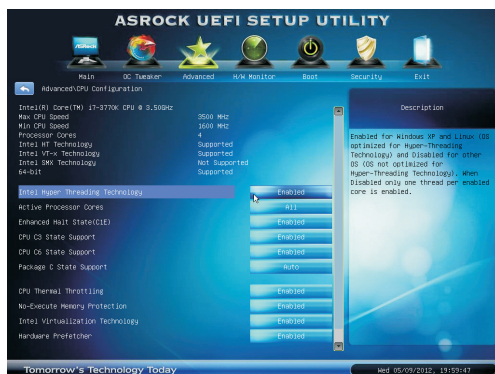 ASROCK UEFI SETUP UTILITY
ASRock
Main OC Tweaker Advanced H/W Monitor Boot Security Exit
Advanced\CPU Configuration
Description
Intel(R) Core(TM) i7-3770K CPU @ 3.50GHz
Max CPU Speed 3500 MHz
Min CPU Speed 1600 MHz
Processor Cores 4
Intel HT Technology Supported
Intel VT-x Technology Supported
Intel SMX Technology Not Supported
64-bit Supported
Enabled for Windows XP and Linux (OS
optimized for Hyper-Threading
Technology) and Disabled for other
OS (OS not optimized for
Hyper-Threading Technology). When
Disabled only one thread per enabled
core is enabled.
Intel Hyper Threading Technology Enabled
Active Processor Cores All
Enhanced Halt State(C1E) Enabled
CPU C3 State Support Enabled
CPU C6 State Support Enabled
Package C State Support Auto
CPU Thermal Throttling Enabled
No-Execute Memory Protection Enabled
Intel Virtualization Technology Enabled
Hardware Prefetcher Enabled
Tomorrow's Technology Today
Wed 05/09/2012, 19:59:47